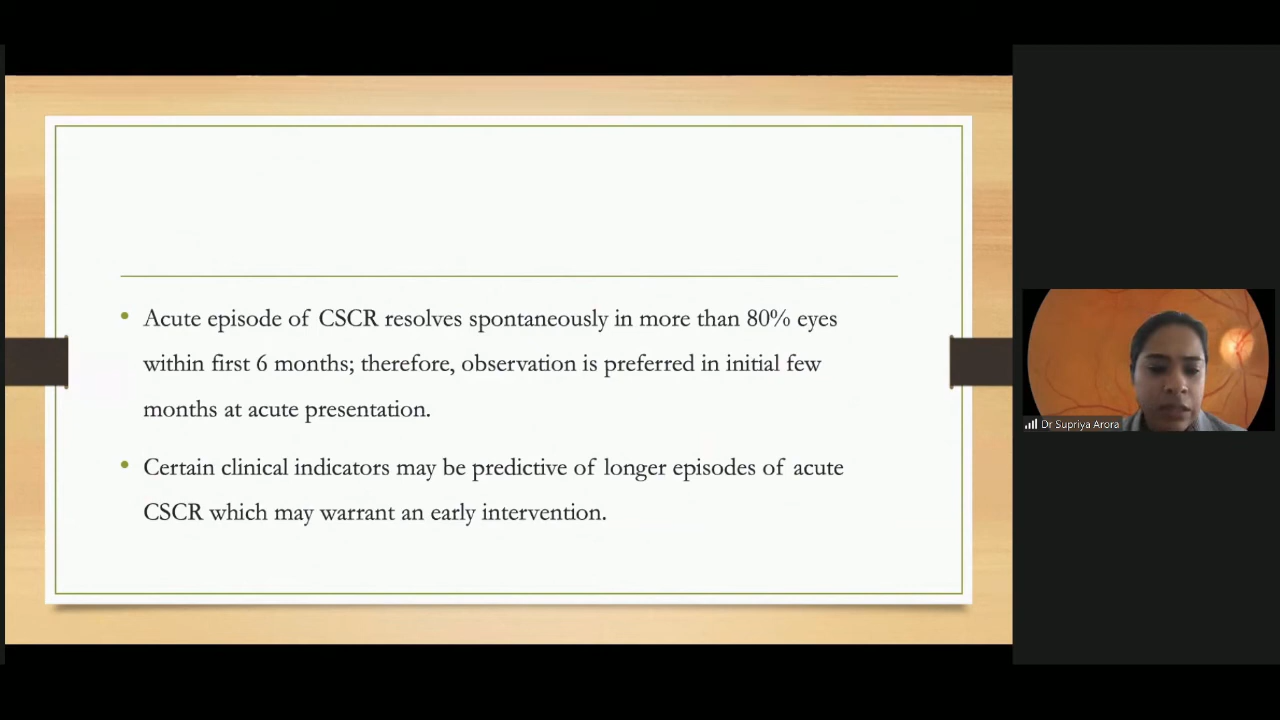 • Acute episode of CSCR resolves spontaneously in more than 80% eyes
within first 6 months; therefore, observation is preferred in initial few
months at acute presentation.
• Certain clinical indicators may be predictive of longer episodes of acute
CSCR which may warrant an early intervention.
Dr Supriya Arora